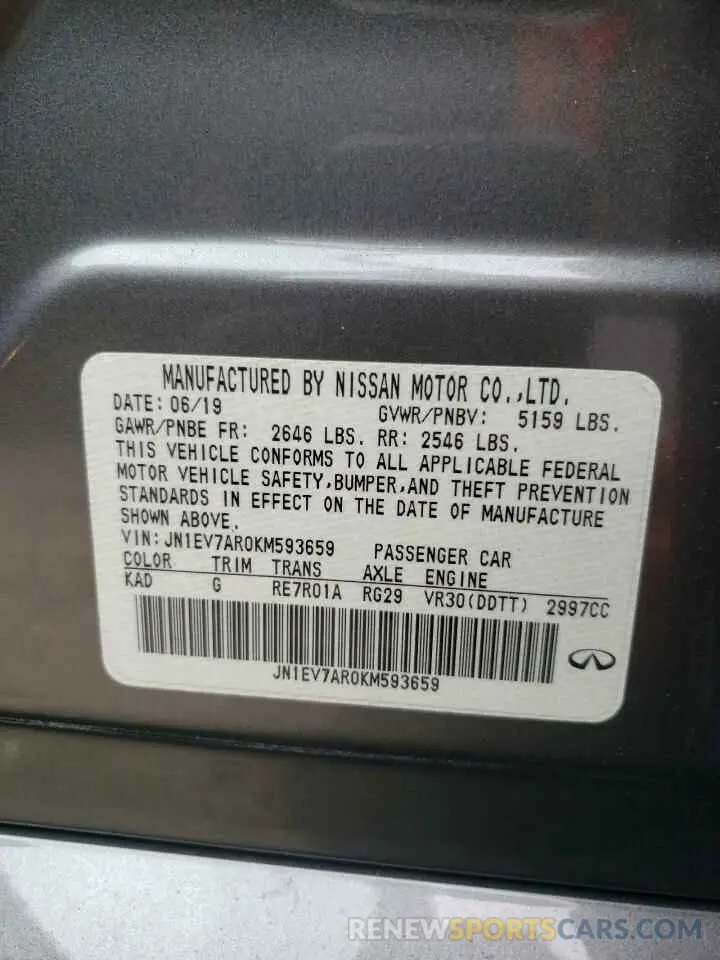 MANUFACTURED BY NISSAN MOTOR CO.,LTD.
DATE: 06/19 GVWR/PNBV: 5159 LBS.
GAWR/PNBE FR: 2646 LBS. RR: 2546 LBS.
THIS VEHICLE CONFORMS TO ALL APPLICABLE FEDERAL
MOTOR VEHICLE SAFETY,BUMPER,AND THEFT PREVENTION
STANDARDS IN EFFECT ON THE DATE OF MANUFACTURE
SHOWN ABOVE.
VIN: JN1EV7AR0KM593659 PASSENGER CAR
COLOR TRIM TRANS AXLE ENGINE
KAD G RE7R01A RG29 VR30(DDTT) 2997CC
JN1EV7AR0KM593659
RENEWSPORTSCARS.COM